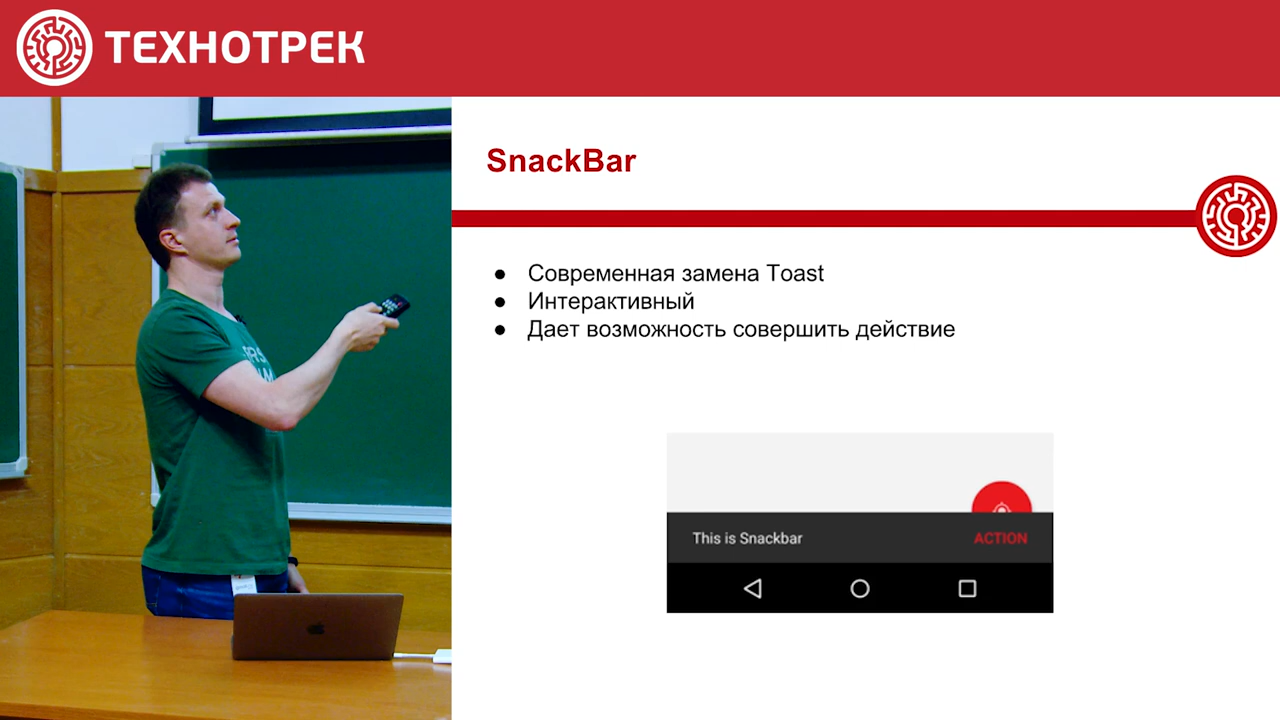 ТЕХНОТРЕК
SnackBar
● Современная замена Toast
● Интерактивный
● Дает возможность совершить действие
This is Snackbar
ACTION